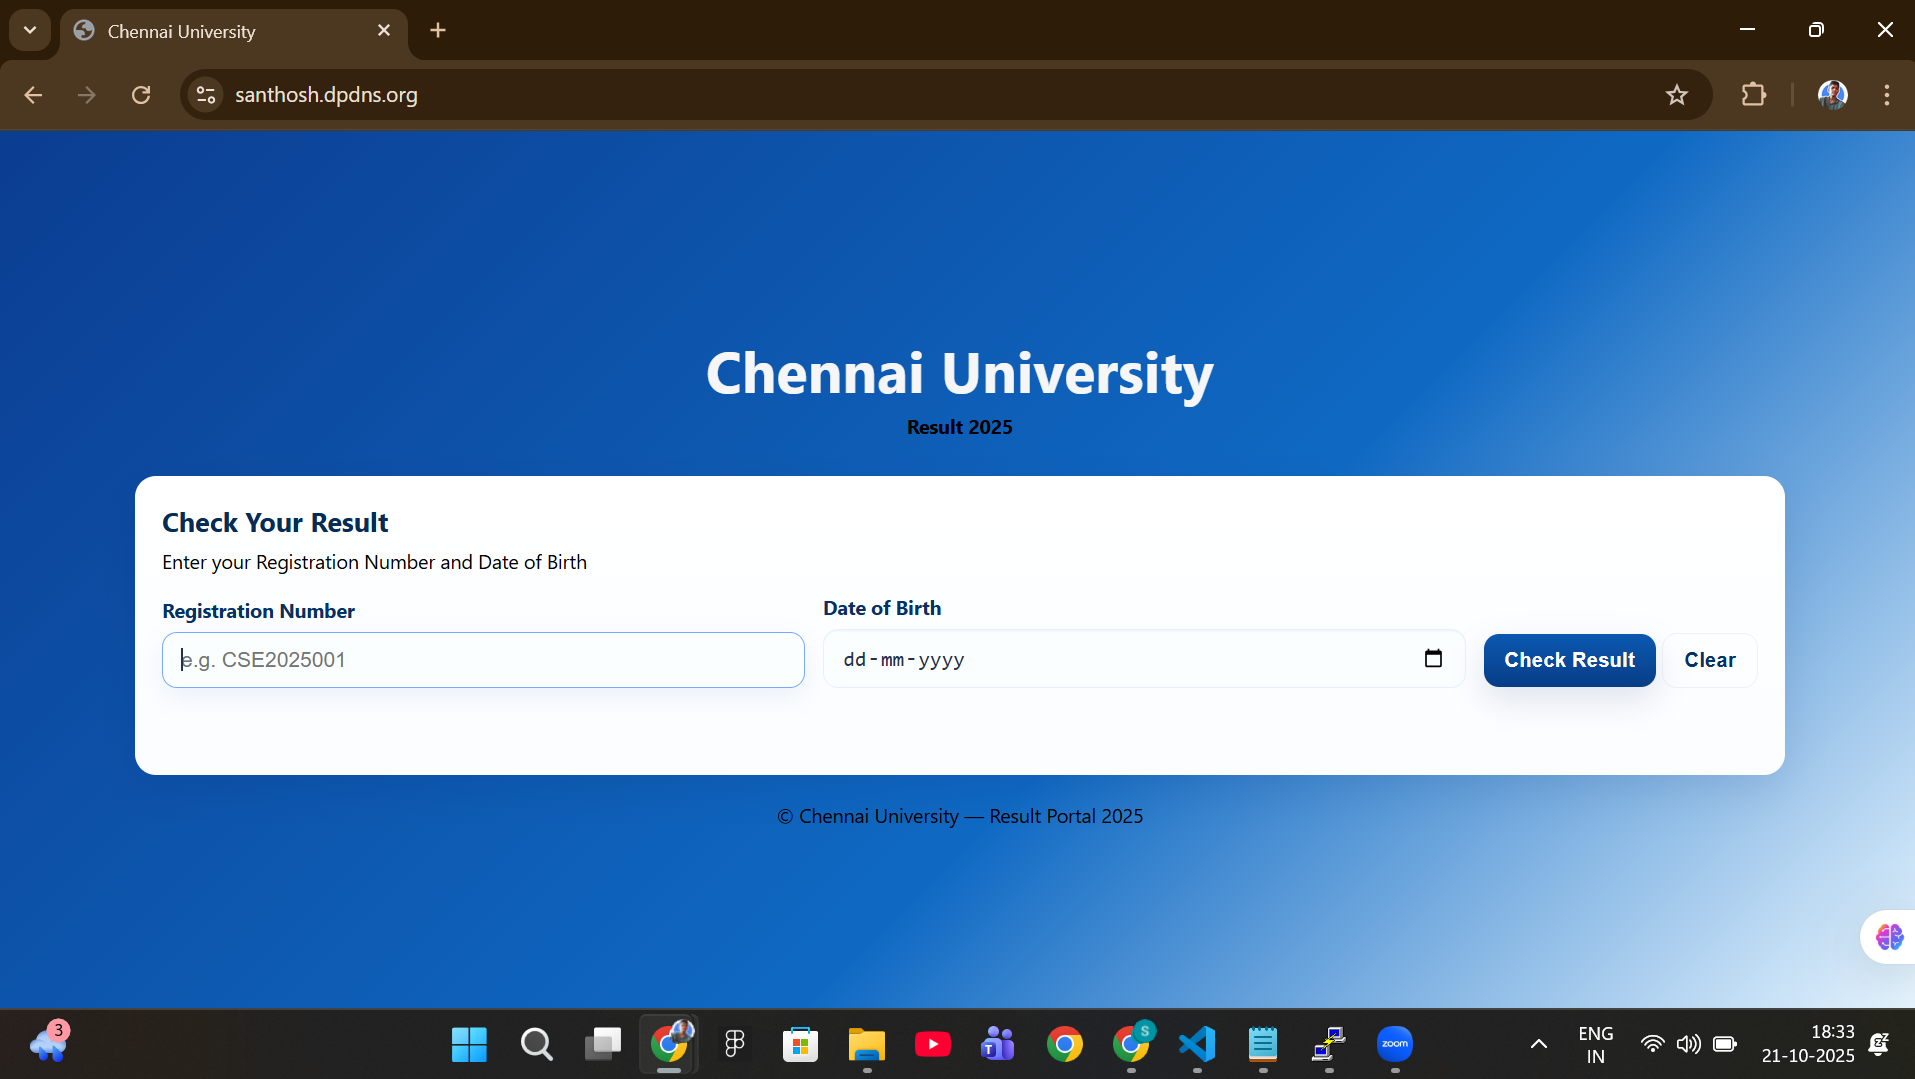 Chennai University
santhosh.dpdns.org
Chennai University
Result 2025
Check Your Result
Enter your Registration Number and Date of Birth
Registration Number
Date of Birth
e.g. CSE2025001
dd-mm-yyyy
Check Result
Clear
© Chennai University — Result Portal 2025
3
S
T
zoom
ENG
IN
18:33
21-10-2025